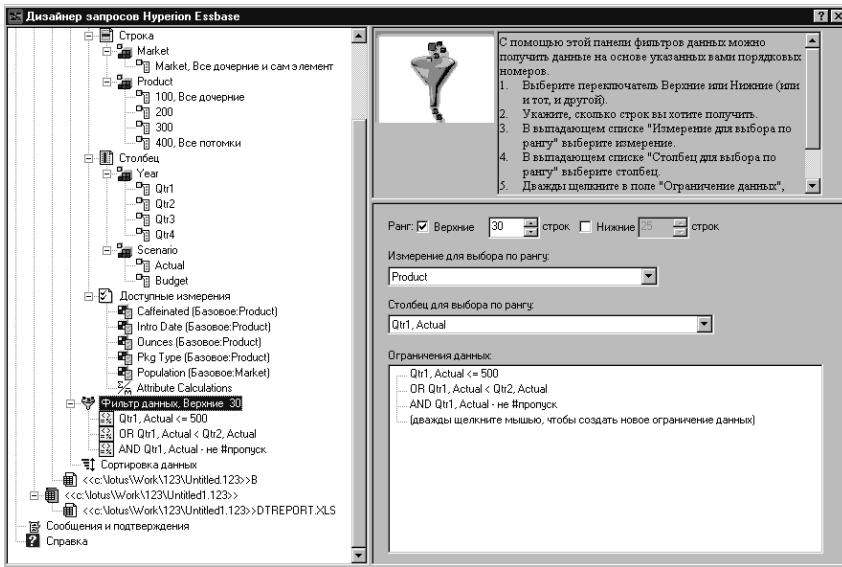 Дизайнер запросов Hyperion Essbase
Строка
Market
Market, Все дочерние и сам элемент
Product
100, Все дочерние
200
300
400, Все потомки
Столбец
Year
Qtr1
Qtr2
Qtr3
Qtr4
Scenario
Actual
Budget
Доступные измерения
Caffeinated (Базовое:Product)
Intro Date (Базовое:Product)
Ounces (Базовое:Product)
Pkg Type (Базовое:Product)
Population (Базовое:Market)
Attribute Calculations
Фильтр данных, Верхние 30
Qtr1, Actual <= 500
OR Qtr1, Actual < Qtr2, Actual
AND Qtr1, Actual - не #пропуск
Сортировка данных
<<c:\lotus\Work\123\Untitled.123>>B
<<c:\lotus\Work\123\Untitled1.123>>
<<c:\lotus\Work\123\Untitled1.123>>DTREPORT.XLS
Сообщения и подтверждения
Справка
С помощью этой панели фильтров данных можно
получить данные на основе указанных вами порядковых
номеров.
1. Выберите переключатель Верхние или Нижние (или
и тот, и другой).
2. Укажите, сколько строк вы хотите получить.
3. В выпадающем списке "Измерение для выбора по
рангу" выберите измерение.
4. В выпадающем списке "Столбец для выбора по
рангу" выберите столбец.
5. Дважды щелкните в поле "Ограничение данных",
Ранг: Верхние 30 строк Нижние 25 строк
Измерение для выбора по рангу:
Product
Столбец для выбора по рангу:
Qtr1, Actual
Ограничения данных:
Qtr1, Actual <= 500
OR Qtr1, Actual < Qtr2, Actual
AND Qtr1, Actual - не #пропуск
(дважды щелкните мышью, чтобы создать новое ограничение данных)